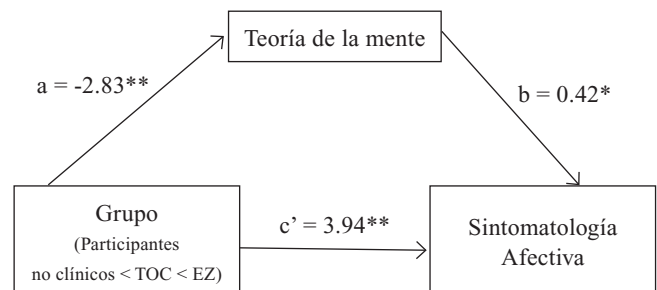 Teoría de la mente
a = -2.83**
b = 0.42*
Grupo
(Participantes
no clínicos < TOC < EZ)
c’ = 3.94**
Sintomatología
Afectiva